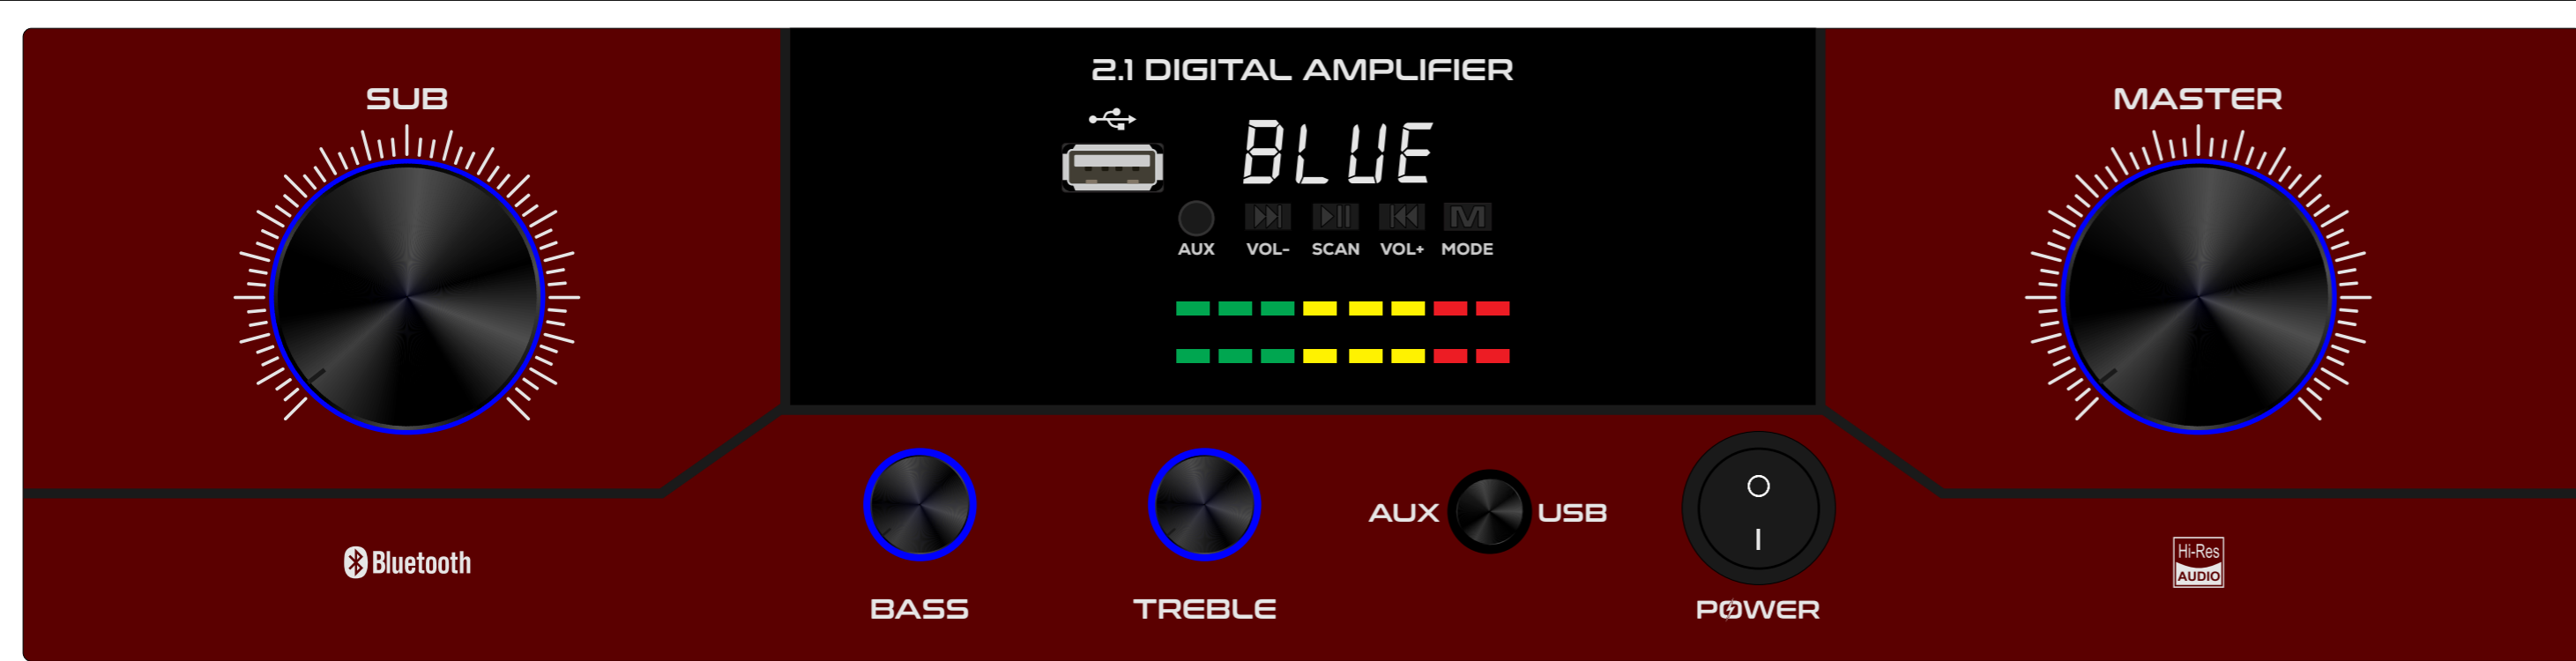 2.1 DIGITAL AMPLIFIER
SUB
MASTER
BLUE
M
AUX VOL- SCAN VOL+ MODE
AUX USB
Bluetooth
Hi-Res
AUDIO
BASS TREBLE POWER